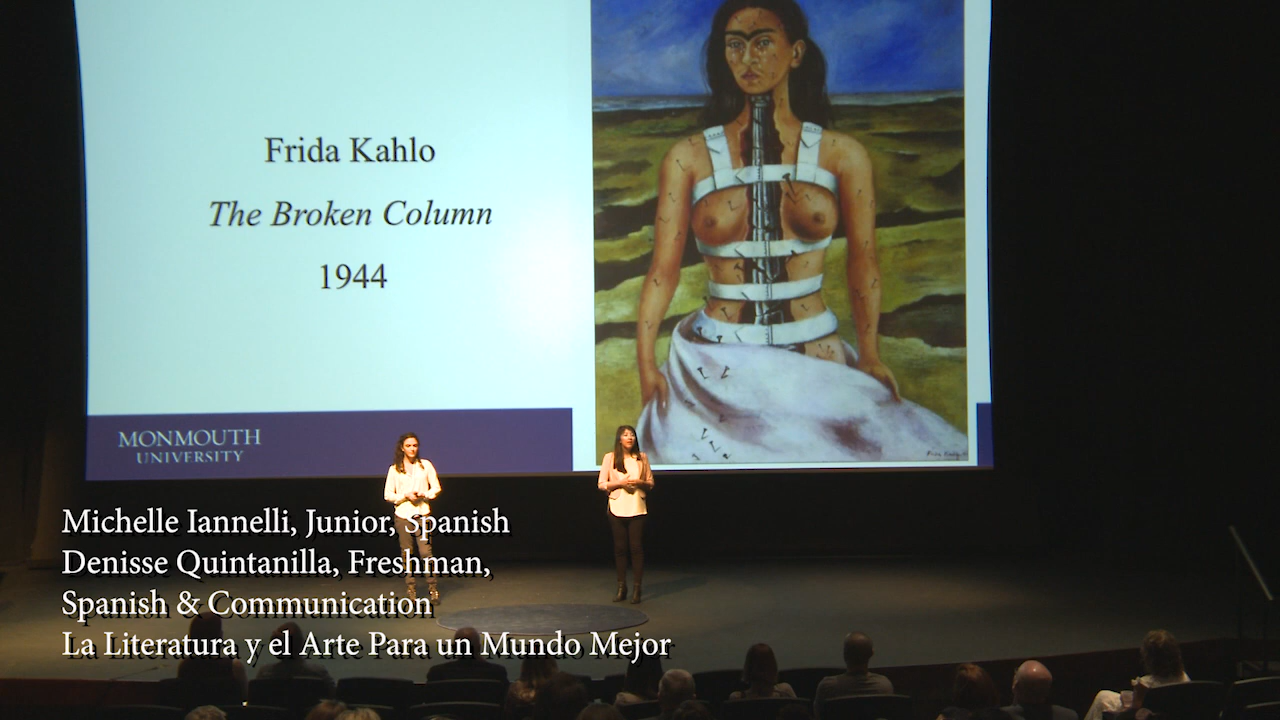 Frida Kahlo
The Broken Column
1944
MONMOUTH
UNIVERSITY
Michelle Iannelli, Junior, Spanish
Denisse Quintanilla, Freshman,
Spanish & Communication
La Literatura y el Arte Para un Mundo Mejor